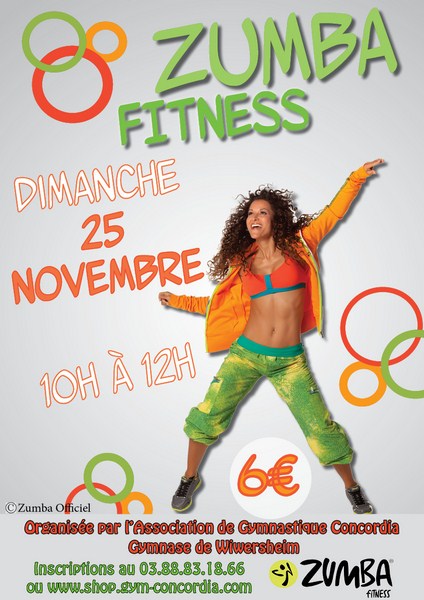 ZUMBA
FITNESS
DIMANCHE
25
NOVEMBRE
10H À 12H
6€
©Zumba Officiel
Organisée par l'Association de Gymnastique Concordia
Gymnase de Wiwersheim
Inscriptions au 03.88.83.18.66
ou www.shop.gym-concordia.com
ZUMBA
FITNESS